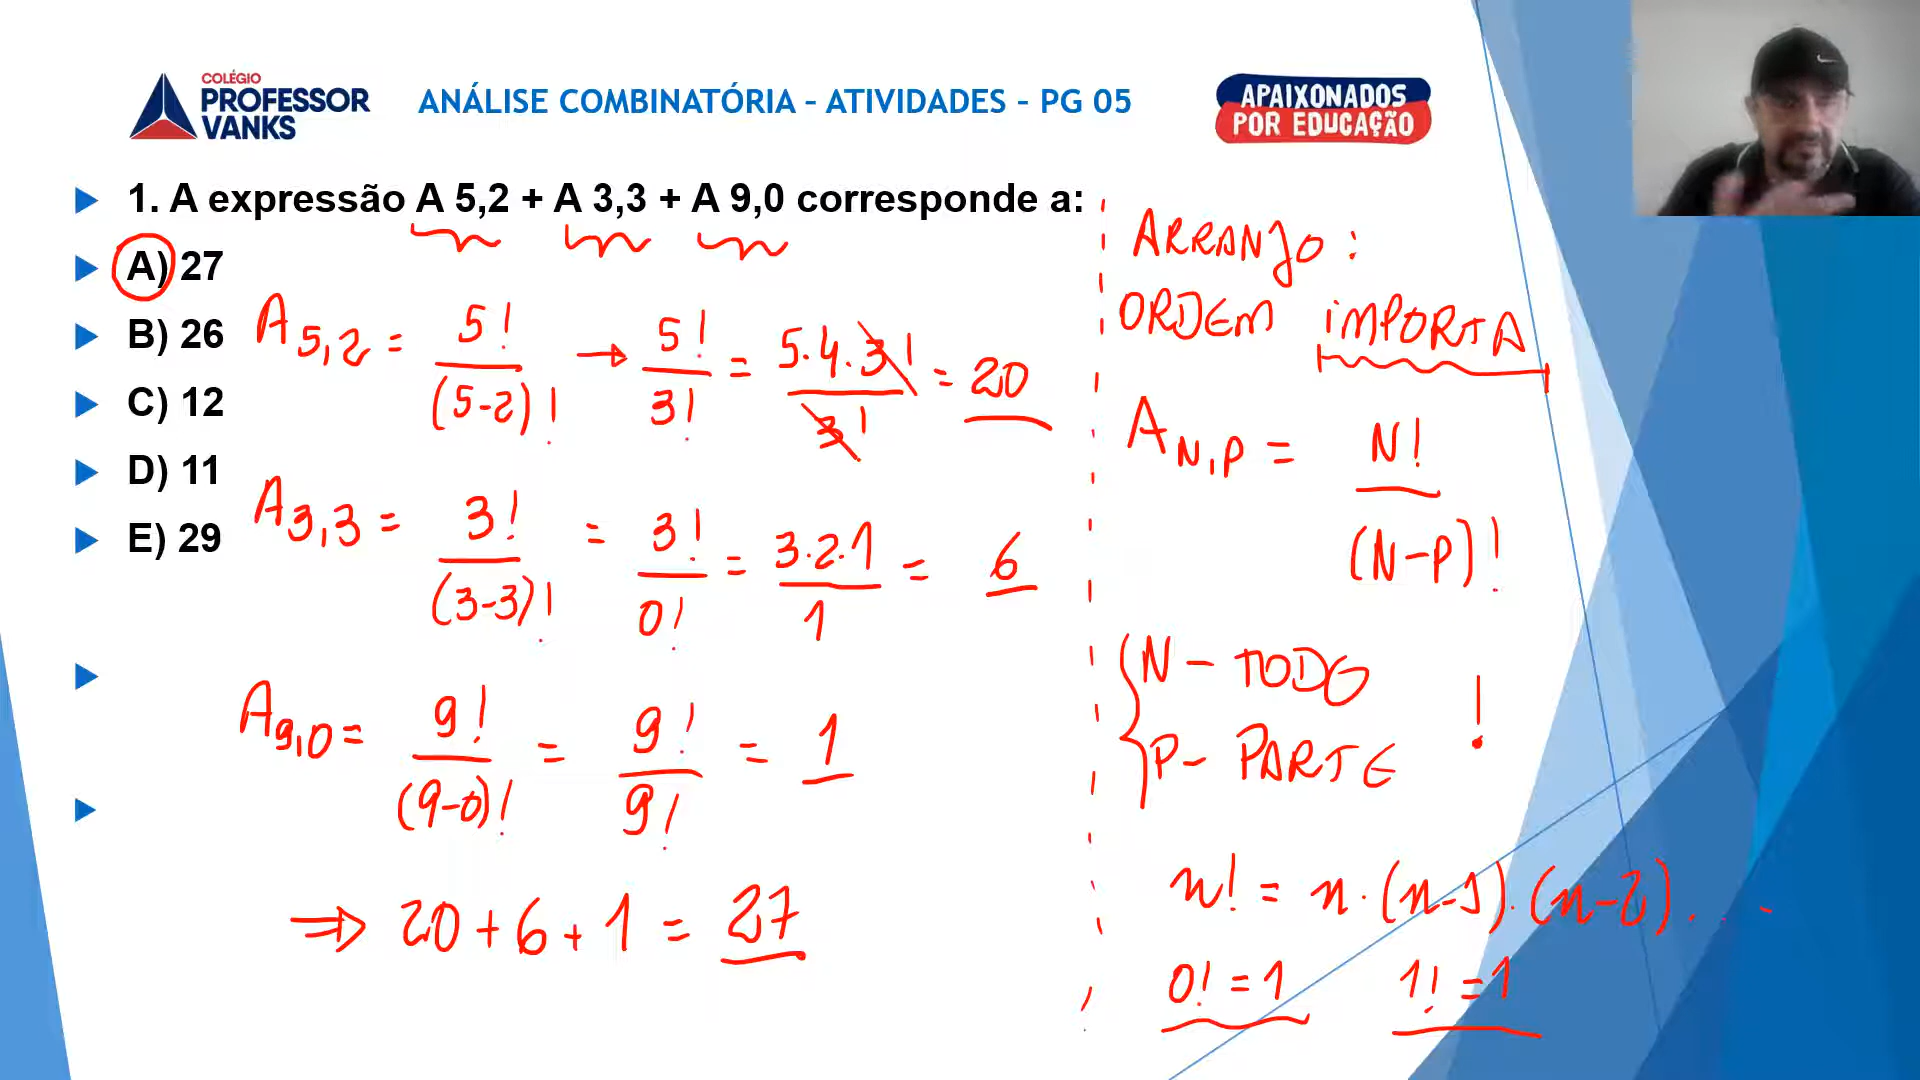 COLÉGIO
PROFESSOR
VANKS
ANÁLISE COMBINATÓRIA – ATIVIDADES – PG 05
APAIXONADOS
POR EDUCAÇÃO
1. A expressão A 5,2 + A 3,3 + A 9,0 corresponde a:
A) 27
B) 26
C) 12
D) 11
E) 29
A5,2 = 5!/(5-2)! → 5!/3! = 5.4.3!/3! = 20
A3,3 = 3!/(3-3)! = 3!/0! = 3.2.1/1 = 6
A9,0 = 9!/(9-0)! = 9!/9! = 1
⇒ 20 + 6 + 1 = 27
ARRANJO:
ORDEM IMPORTA
AN,P = N!/(N-P)!
N - TODO
P - PARTE !
n! = n.(n-1).(n-2). ...
0! = 1 1! = 1